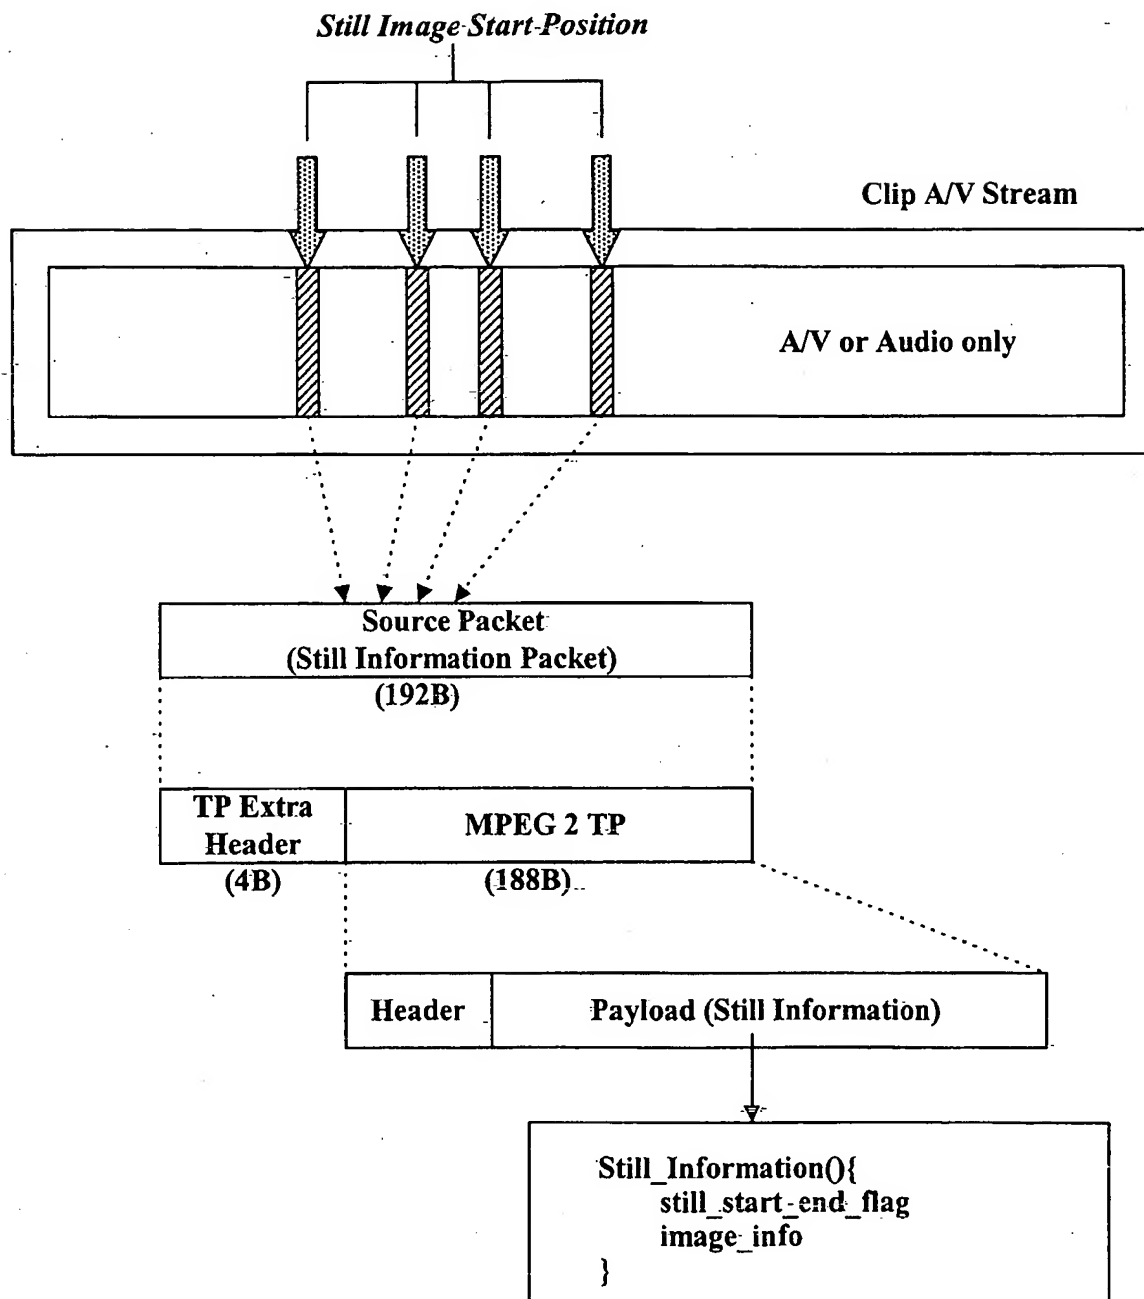 Still Image Start Position
Clip A/V Stream
A/V or Audio only
Source Packet
(Still Information Packet)
(192B)
TP Extra
Header
MPEG 2 TP
(4B)
(188B)
Header
Payload (Still Information)
Still_Information(){
still_start_end_flag
image_info
}